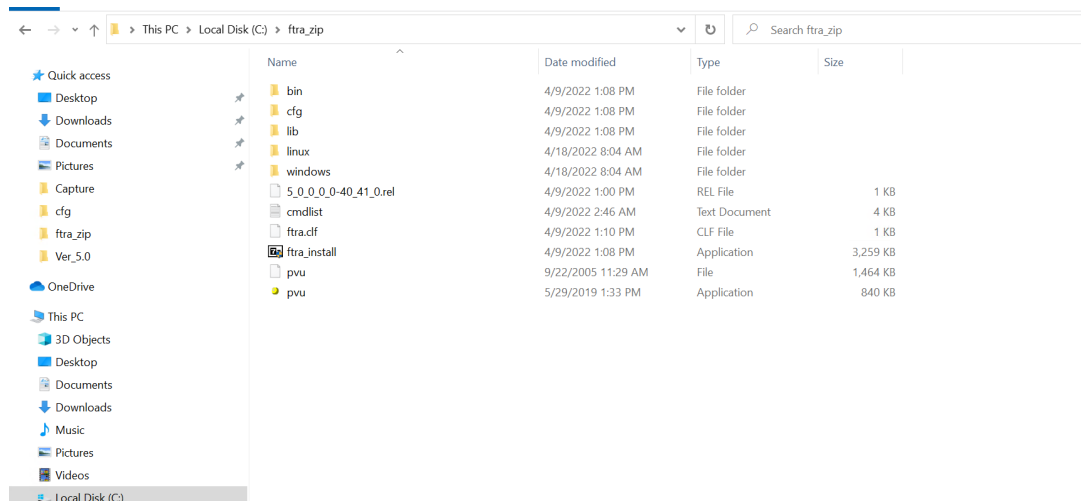 This PC > Local Disk (C:) > ftra_zip
Search ftra_zip
Name Date modified Type Size
Quick access
Desktop
Downloads
Documents
Pictures
Capture
cfg
ftra_zip
Ver_5.0
OneDrive
This PC
3D Objects
Desktop
Documents
Downloads
Music
Pictures
Videos
Local Disk (C:)
bin 4/9/2022 1:08 PM File folder
cfg 4/9/2022 1:08 PM File folder
lib 4/9/2022 1:08 PM File folder
linux 4/18/2022 8:04 AM File folder
windows 4/18/2022 8:04 AM File folder
5_0_0_0_0-40_41_0.rel 4/9/2022 1:00 PM REL File 1 KB
cmdlist 4/9/2022 2:46 AM Text Document 4 KB
ftra.clf 4/9/2022 1:10 PM CLF File 1 KB
ftra_install 4/9/2022 1:08 PM Application 3,259 KB
pvu 9/22/2005 11:29 AM File 1,464 KB
pvu 5/29/2019 1:33 PM Application 840 KB